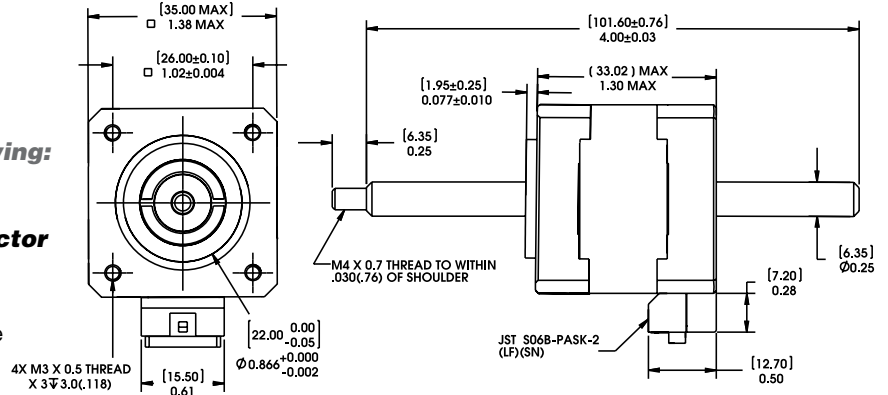 [35.00 MAX]
□ 1.38 MAX
[26.00±0.10]
□ 1.02±0.004
ving:
ctor
e
4X M3 X 0.5 THREAD
X 3↧3.0(.118)
[15.50]
0.61
[22.00 0.00 -0.05]
Ø0.866 +0.000 -0.002
[101.60±0.76]
4.00±0.03
(33.02) MAX
1.30 MAX
[1.95±0.25]
0.077±0.010
[6.35]
0.25
M4 X 0.7 THREAD TO WITHIN
.030(.76) OF SHOULDER
[6.35]
Ø0.25
[7.20]
0.28
JST S06B-PASK-2
(LF)(SN)
[12.70]
0.50